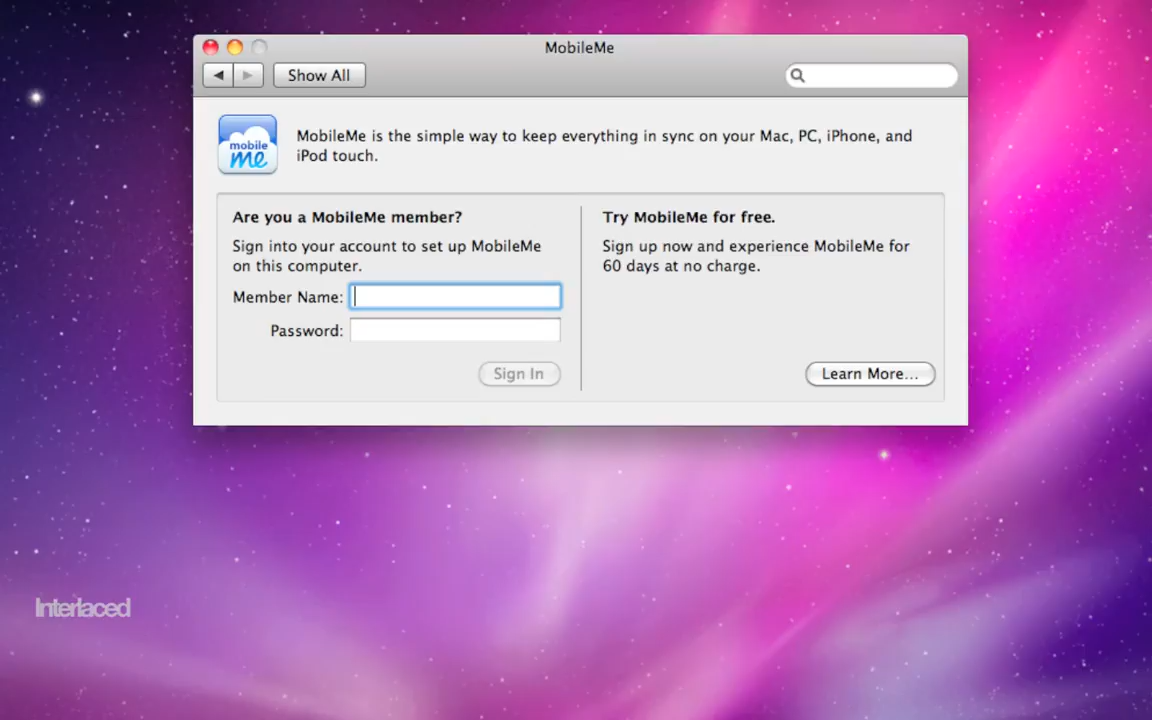 MobileMe
Show All
mobile
me
MobileMe is the simple way to keep everything in sync on your Mac, PC, iPhone, and
iPod touch.
Are you a MobileMe member?
Sign into your account to set up MobileMe
on this computer.
Member Name:
Password:
Sign In
Try MobileMe for free.
Sign up now and experience MobileMe for
60 days at no charge.
Learn More...
Interlaced